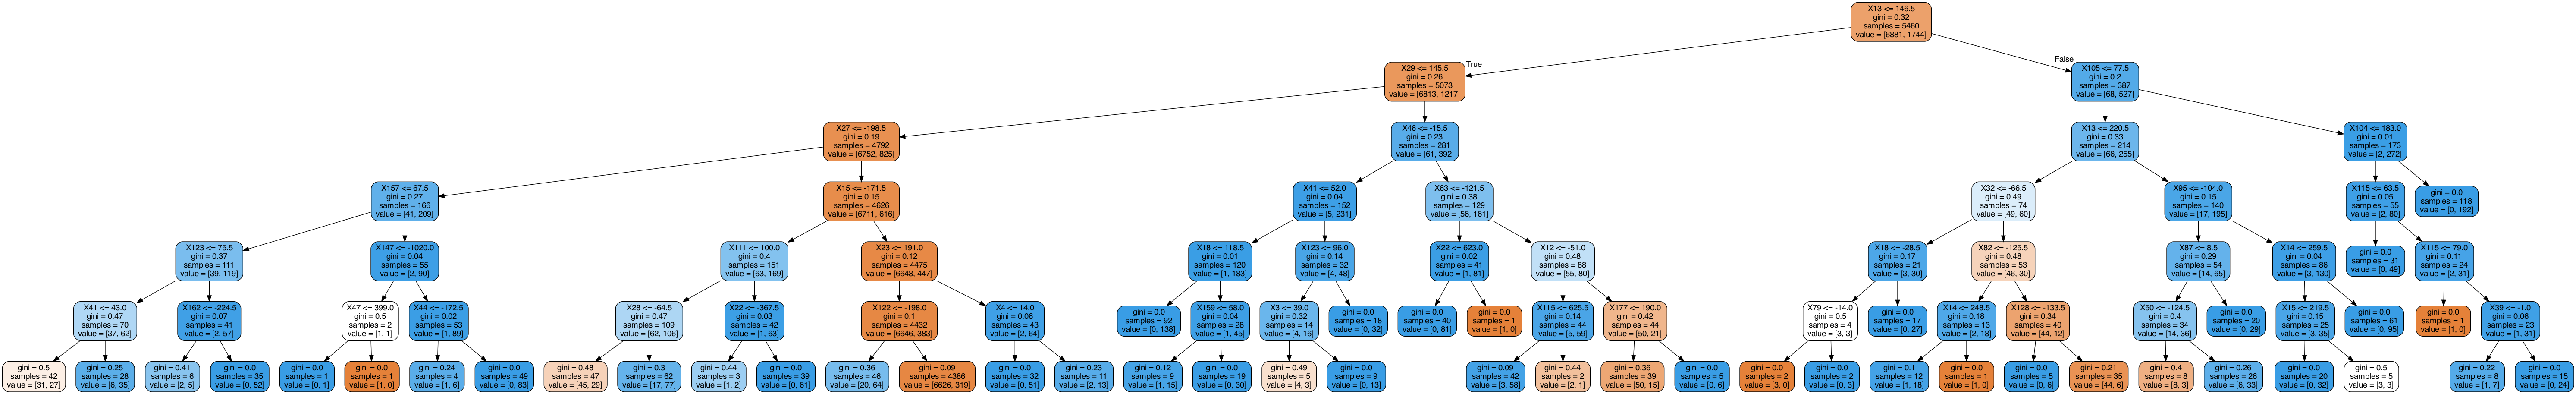 X13 <= 146.5
gini = 0.32
samples = 5460
value = [6881, 1744]
True
False
X29 <= 145.5
gini = 0.26
samples = 5073
value = [6813, 1217]
X105 <= 77.5
gini = 0.2
samples = 387
value = [68, 527]
X27 <= -198.5
gini = 0.19
samples = 4792
value = [6752, 825]
X46 <= -15.5
gini = 0.23
samples = 281
value = [61, 392]
X13 <= 220.5
gini = 0.33
samples = 214
value = [66, 255]
X104 <= 183.0
gini = 0.01
samples = 173
value = [2, 272]
X157 <= 67.5
gini = 0.27
samples = 166
value = [41, 209]
X15 <= -171.5
gini = 0.15
samples = 4626
value = [6711, 616]
X41 <= 52.0
gini = 0.04
samples = 152
value = [5, 231]
X63 <= -121.5
gini = 0.38
samples = 129
value = [56, 161]
X32 <= -66.5
gini = 0.49
samples = 74
value = [49, 60]
X95 <= -104.0
gini = 0.15
samples = 140
value = [17, 195]
X115 <= 63.5
gini = 0.05
samples = 55
value = [2, 80]
gini = 0.0
samples = 118
value = [0, 192]
X123 <= 75.5
gini = 0.37
samples = 111
value = [39, 119]
X147 <= -1020.0
gini = 0.04
samples = 55
value = [2, 90]
X111 <= 100.0
gini = 0.4
samples = 151
value = [63, 169]
X23 <= 191.0
gini = 0.12
samples = 4475
value = [6648, 447]
X18 <= 118.5
gini = 0.01
samples = 120
value = [1, 183]
X123 <= 96.0
gini = 0.14
samples = 32
value = [4, 48]
X22 <= 623.0
gini = 0.02
samples = 41
value = [1, 81]
X12 <= -51.0
gini = 0.48
samples = 88
value = [55, 80]
X18 <= -28.5
gini = 0.17
samples = 21
value = [3, 30]
X82 <= -125.5
gini = 0.48
samples = 53
value = [46, 30]
X87 <= 8.5
gini = 0.29
samples = 54
value = [14, 65]
X14 <= 259.5
gini = 0.04
samples = 86
value = [3, 130]
gini = 0.0
samples = 31
value = [0, 49]
X115 <= 79.0
gini = 0.11
samples = 24
value = [2, 31]
X41 <= 43.0
gini = 0.47
samples = 70
value = [37, 62]
X162 <= -224.5
gini = 0.07
samples = 41
value = [2, 57]
X47 <= 399.0
gini = 0.5
samples = 2
value = [1, 1]
X44 <= -172.5
gini = 0.02
samples = 53
value = [1, 89]
X28 <= -64.5
gini = 0.47
samples = 109
value = [62, 106]
X22 <= -367.5
gini = 0.03
samples = 42
value = [1, 63]
X122 <= -198.0
gini = 0.1
samples = 4432
value = [6646, 383]
X4 <= 14.0
gini = 0.06
samples = 43
value = [2, 64]
gini = 0.0
samples = 92
value = [0, 138]
X159 <= 58.0
gini = 0.04
samples = 28
value = [1, 45]
X3 <= 39.0
gini = 0.32
samples = 14
value = [4, 16]
gini = 0.0
samples = 18
value = [0, 32]
gini = 0.0
samples = 40
value = [0, 81]
gini = 0.0
samples = 1
value = [1, 0]
X115 <= 625.5
gini = 0.14
samples = 44
value = [5, 59]
X177 <= 190.0
gini = 0.42
samples = 44
value = [50, 21]
X79 <= -14.0
gini = 0.5
samples = 4
value = [3, 3]
gini = 0.0
samples = 17
value = [0, 27]
X14 <= 248.5
gini = 0.18
samples = 13
value = [2, 18]
X128 <= -133.5
gini = 0.34
samples = 40
value = [44, 12]
X50 <= -124.5
gini = 0.4
samples = 34
value = [14, 36]
gini = 0.0
samples = 20
value = [0, 29]
X15 <= 219.5
gini = 0.15
samples = 25
value = [3, 35]
gini = 0.0
samples = 61
value = [0, 95]
gini = 0.0
samples = 1
value = [1, 0]
X39 <= -1.0
gini = 0.06
samples = 23
value = [1, 31]
gini = 0.5
samples = 42
value = [31, 27]
gini = 0.25
samples = 28
value = [6, 35]
gini = 0.41
samples = 6
value = [2, 5]
gini = 0.0
samples = 35
value = [0, 52]
gini = 0.0
samples = 1
value = [0, 1]
gini = 0.0
samples = 1
value = [1, 0]
gini = 0.24
samples = 4
value = [1, 6]
gini = 0.0
samples = 49
value = [0, 83]
gini = 0.48
samples = 47
value = [45, 29]
gini = 0.3
samples = 62
value = [17, 77]
gini = 0.44
samples = 3
value = [1, 2]
gini = 0.0
samples = 39
value = [0, 61]
gini = 0.36
samples = 46
value = [20, 64]
gini = 0.09
samples = 4386
value = [6626, 319]
gini = 0.0
samples = 32
value = [0, 51]
gini = 0.23
samples = 11
value = [2, 13]
gini = 0.12
samples = 9
value = [1, 15]
gini = 0.0
samples = 19
value = [0, 30]
gini = 0.49
samples = 5
value = [4, 3]
gini = 0.0
samples = 9
value = [0, 13]
gini = 0.09
samples = 42
value = [3, 58]
gini = 0.44
samples = 2
value = [2, 1]
gini = 0.36
samples = 39
value = [50, 15]
gini = 0.0
samples = 5
value = [0, 6]
gini = 0.0
samples = 2
value = [3, 0]
gini = 0.0
samples = 2
value = [0, 3]
gini = 0.1
samples = 12
value = [1, 18]
gini = 0.0
samples = 1
value = [1, 0]
gini = 0.0
samples = 5
value = [0, 6]
gini = 0.21
samples = 35
value = [44, 6]
gini = 0.4
samples = 8
value = [8, 3]
gini = 0.26
samples = 26
value = [6, 33]
gini = 0.0
samples = 20
value = [0, 32]
gini = 0.5
samples = 5
value = [3, 3]
gini = 0.22
samples = 8
value = [1, 7]
gini = 0.0
samples = 15
value = [0, 24]